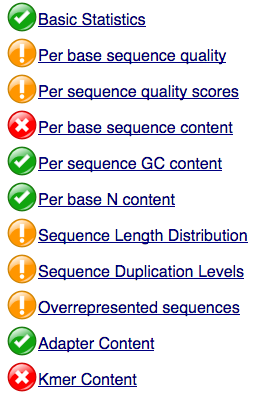 Basic Statistics
Per base sequence quality
Per sequence quality scores
Per base sequence content
Per sequence GC content
Per base N content
Sequence Length Distribution
Sequence Duplication Levels
Overrepresented sequences
Adapter Content
Kmer Content